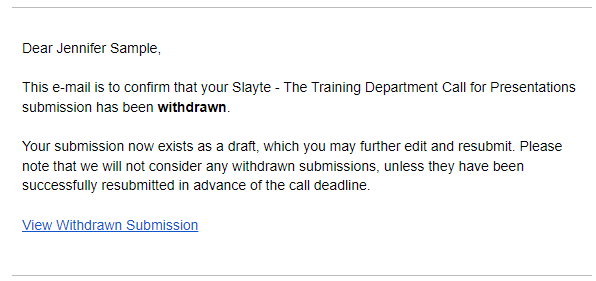 Dear Jennifer Sample,
This e-mail is to confirm that your Slayte - The Training Department Call for Presentations
submission has been withdrawn.
Your submission now exists as a draft, which you may further edit and resubmit. Please
note that we will not consider any withdrawn submissions, unless they have been
successfully resubmitted in advance of the call deadline.
View Withdrawn Submission